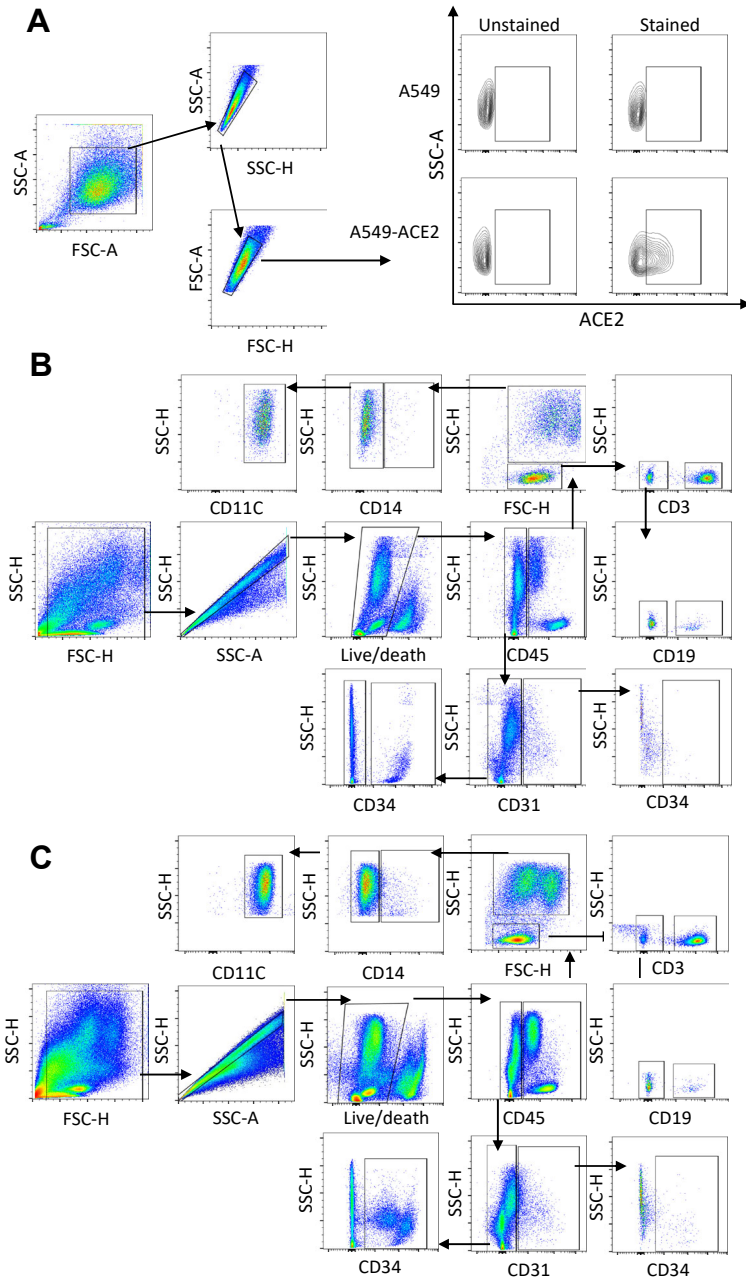 A
Unstained
Stained
SSC-A
SSC-H
SSC-A
FSC-A
FSC-A
FSC-H
A549
A549-ACE2
SSC-A
ACE2
B
SSC-H
CD11C
SSC-H
CD14
SSC-H
FSC-H
SSC-H
CD3
SSC-H
FSC-H
SSC-H
SSC-A
SSC-H
Live/death
SSC-H
CD45
SSC-H
CD19
SSC-H
CD34
SSC-H
CD31
SSC-H
CD34
C
SSC-H
CD11C
SSC-H
CD14
SSC-H
FSC-H
SSC-H
CD3
SSC-H
FSC-H
SSC-H
SSC-A
SSC-H
Live/death
SSC-H
CD45
SSC-H
CD19
SSC-H
CD34
SSC-H
CD31
SSC-H
CD34